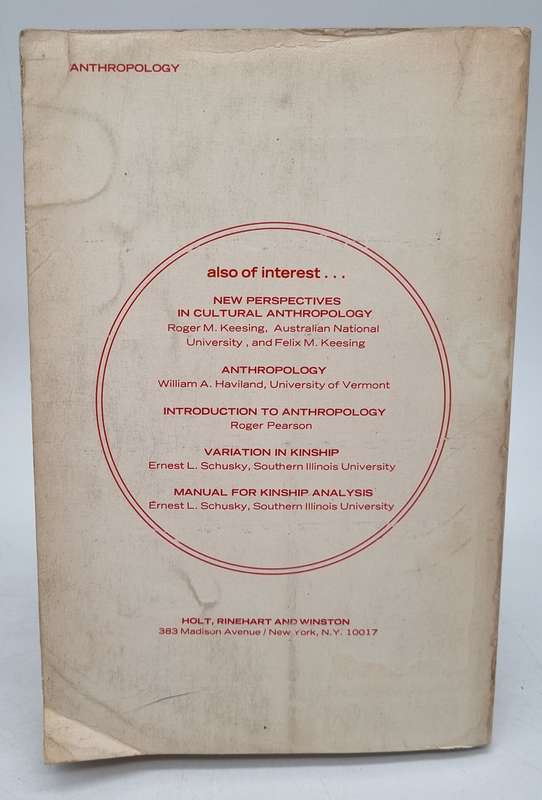 ANTHROPOLOGY
also of interest . . .
NEW PERSPECTIVES
IN CULTURAL ANTHROPOLOGY
Roger M. Keesing, Australian National
University , and Felix M. Keesing
ANTHROPOLOGY
William A. Haviland, University of Vermont
INTRODUCTION TO ANTHROPOLOGY
Roger Pearson
VARIATION IN KINSHIP
Ernest L. Schusky, Southern Illinois University
MANUAL FOR KINSHIP ANALYSIS
Ernest L. Schusky, Southern Illinois University
HOLT, RINEHART AND WINSTON
383 Madison Avenue / New York, N.Y. 10017